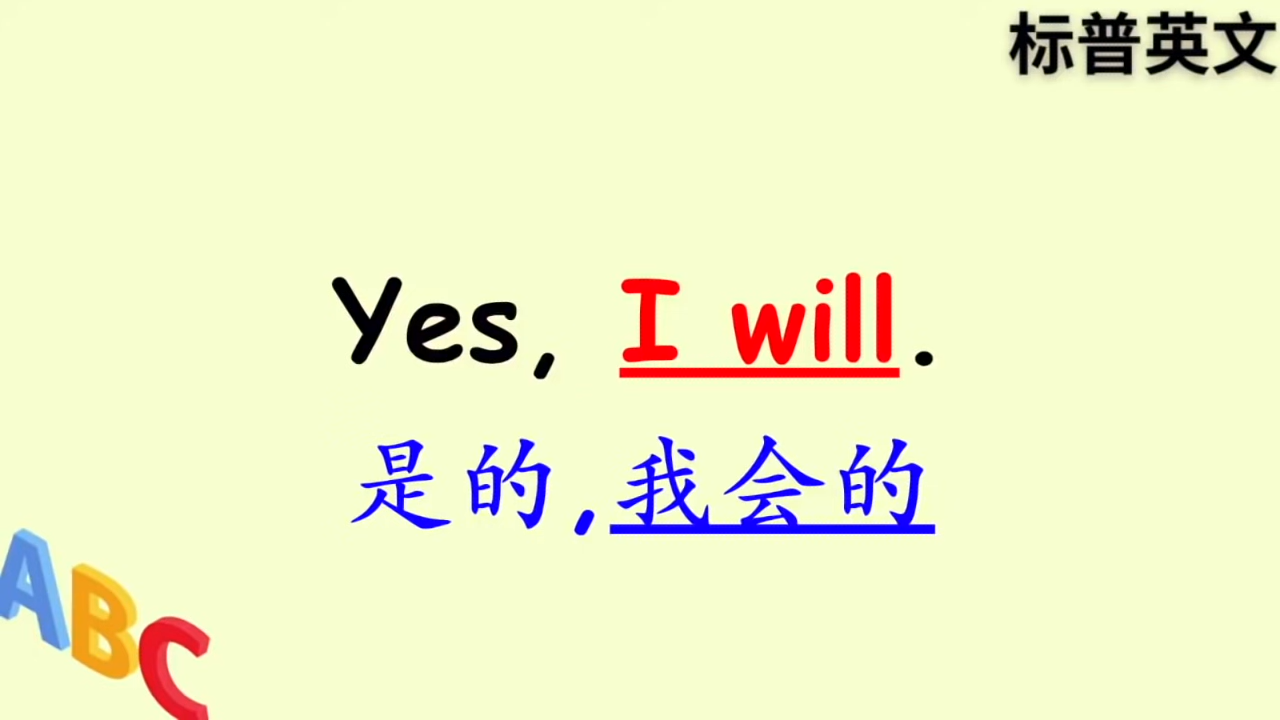 标普英文
Yes, I will.
是的,我会的
ABC